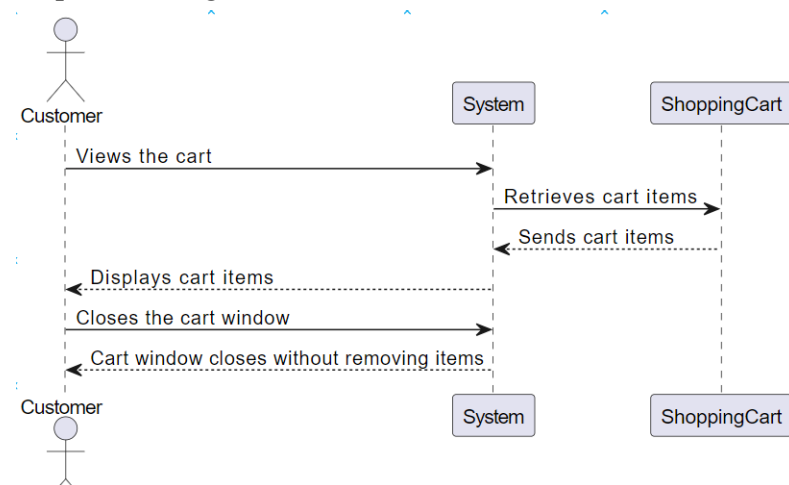 Customer
System
ShoppingCart
Views the cart
Retrieves cart items
Sends cart items
Displays cart items
Closes the cart window
Cart window closes without removing items
Customer
System
ShoppingCart